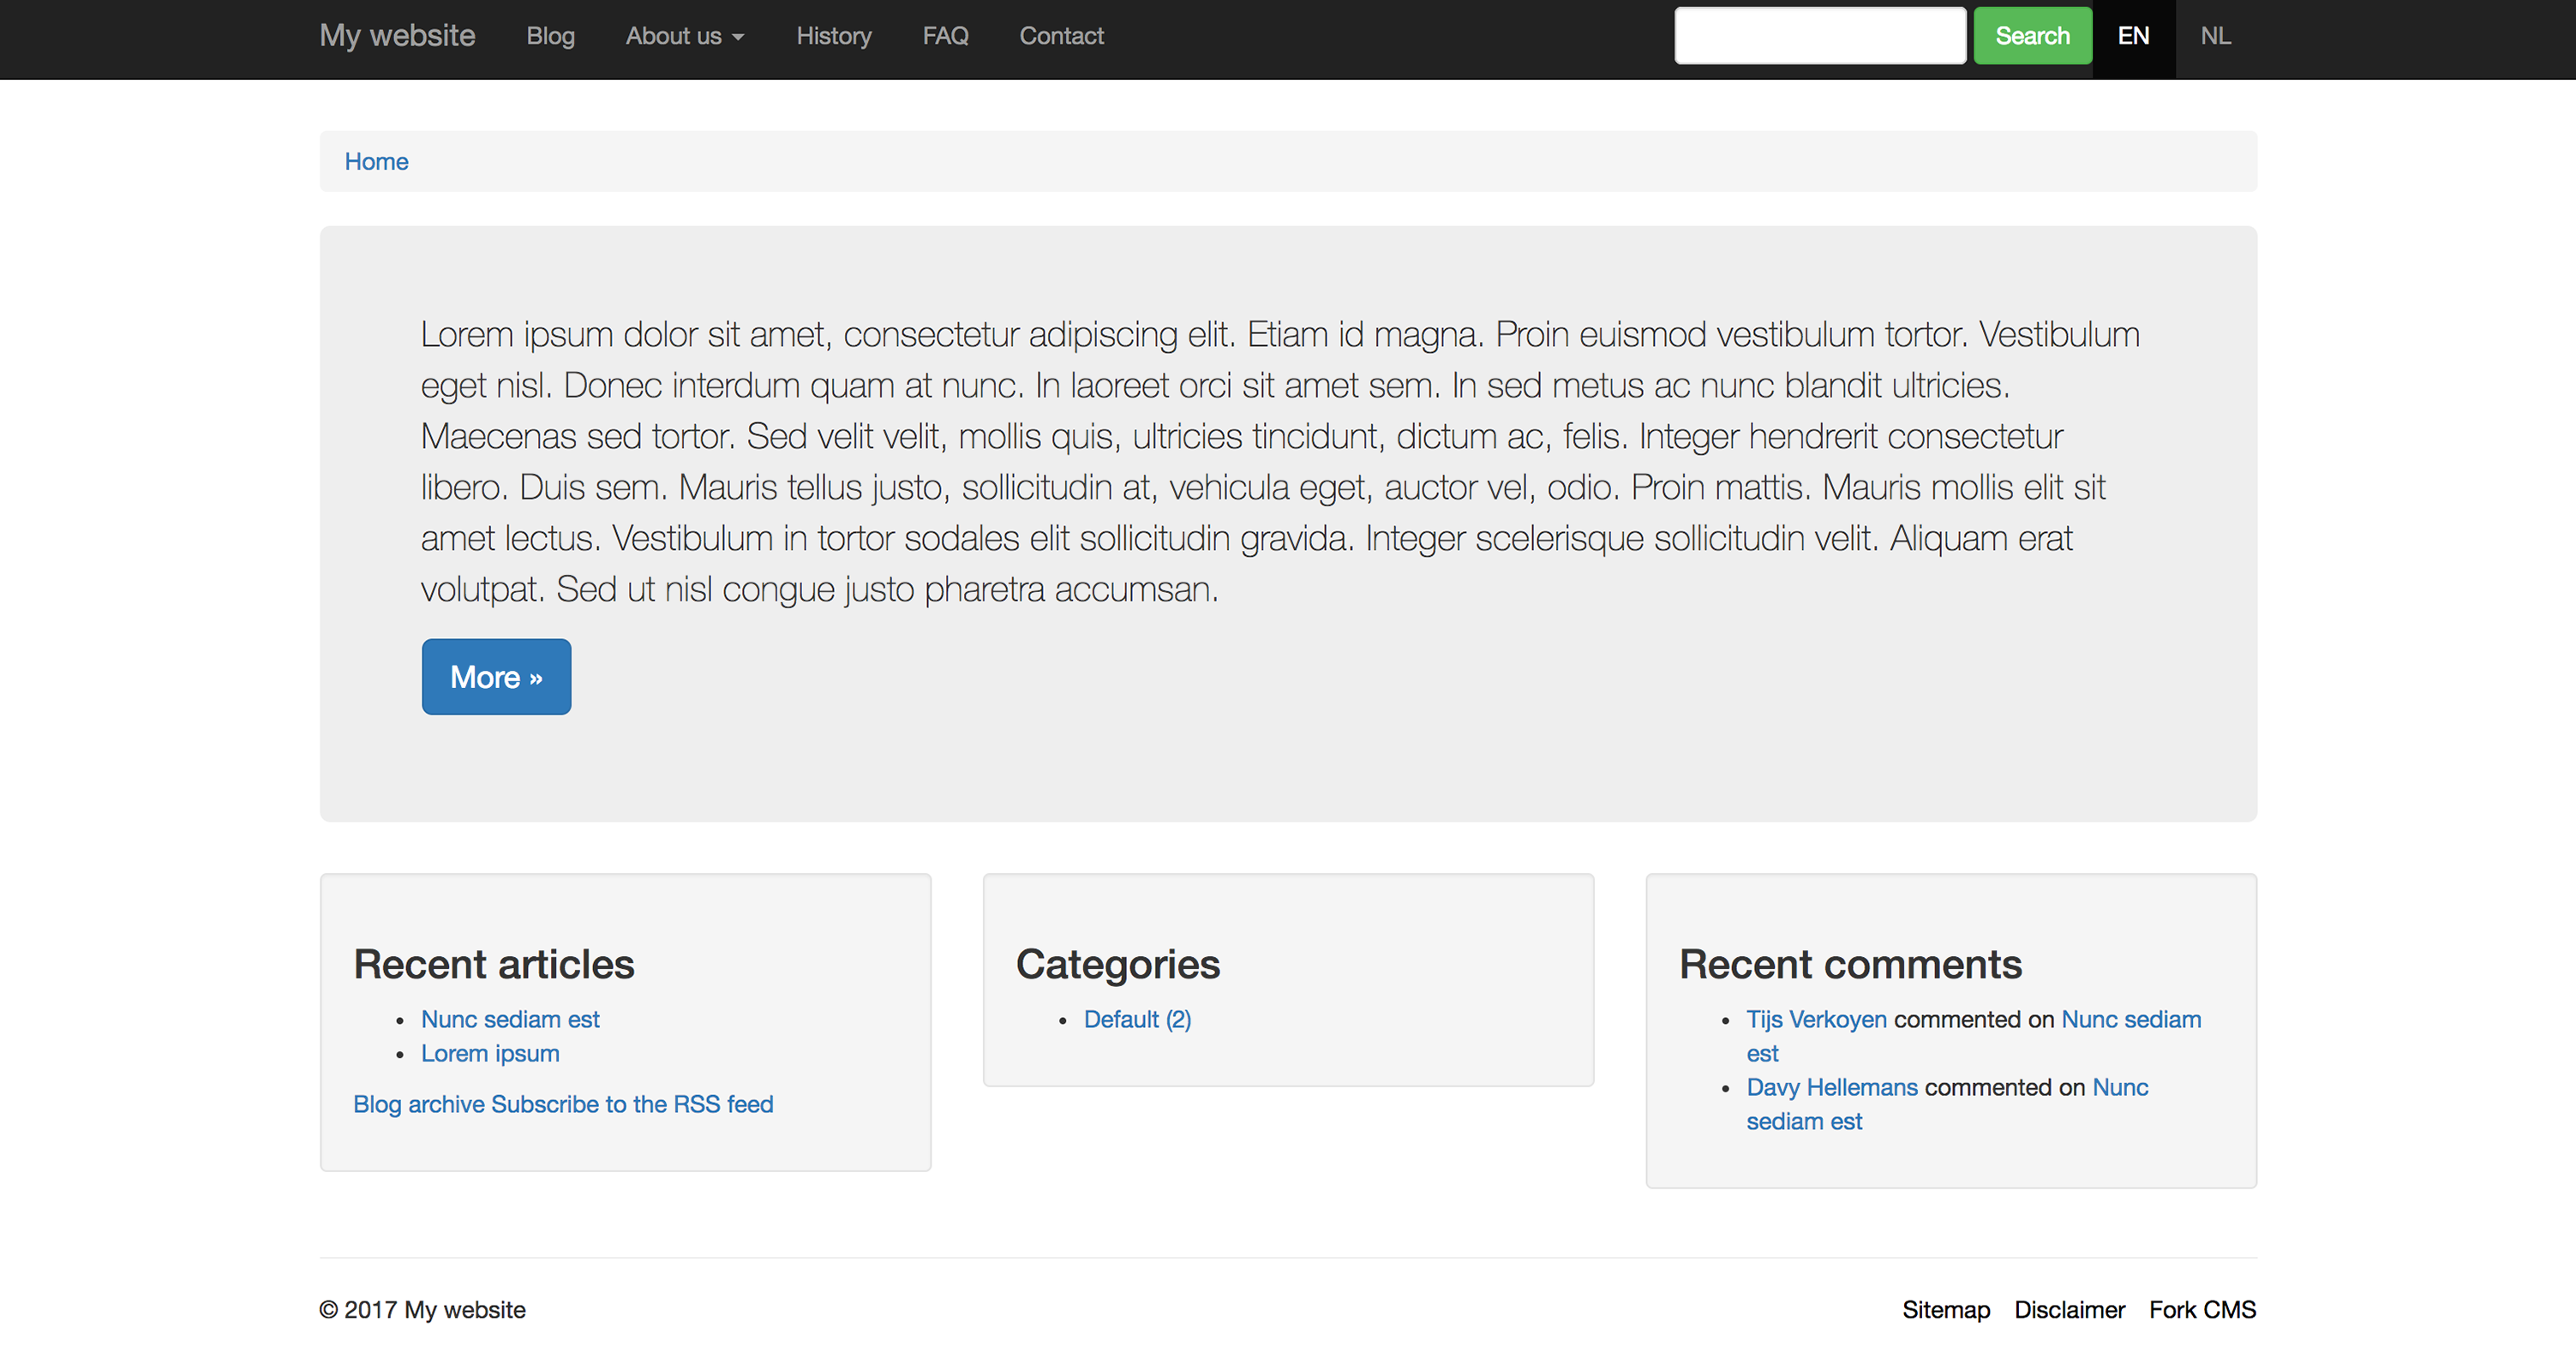 My website Blog About us History FAQ Contact Search EN NL
Home
Lorem ipsum dolor sit amet, consectetur adipiscing elit. Etiam id magna. Proin euismod vestibulum tortor. Vestibulum
eget nisl. Donec interdum quam at nunc. In laoreet orci sit amet sem. In sed metus ac nunc blandit ultricies.
Maecenas sed tortor. Sed velit velit, mollis quis, ultricies tincidunt, dictum ac, felis. Integer hendrerit consectetur
libero. Duis sem. Mauris tellus justo, sollicitudin at, vehicula eget, auctor vel, odio. Proin mattis. Mauris mollis elit sit
amet lectus. Vestibulum in tortor sodales elit sollicitudin gravida. Integer scelerisque sollicitudin velit. Aliquam erat
volutpat. Sed ut nisl congue justo pharetra accumsan.
More »
Recent articles
• Nunc sediam est
• Lorem ipsum
Blog archive Subscribe to the RSS feed
Categories
• Default (2)
Recent comments
• Tijs Verkoyen commented on Nunc sediam
est
• Davy Hellemans commented on Nunc
sediam est
© 2017 My website
Sitemap Disclaimer Fork CMS